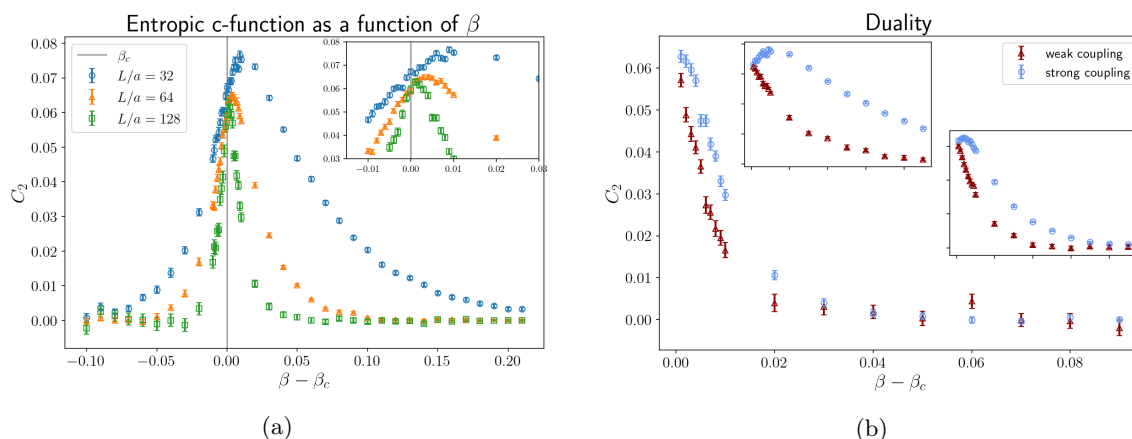 Entropic c-function as a function of β
0.08
0.07
0.06
0.05
0.04
0.03
0.02
0.01
0.00
C₂
β_c
L/a = 32
L/a = 64
L/a = 128
0.08
0.07
0.06
0.05
0.04
0.03
−0.01 0.00 0.01 0.02 0.03
−0.10 −0.05 0.00 0.05 0.10 0.15 0.20
β − β_c
(a)
Duality
0.06
0.05
0.04
0.03
0.02
0.01
0.00
C₂
weak coupling
strong coupling
0.00 0.02 0.04 0.06 0.08
β − β_c
(b)